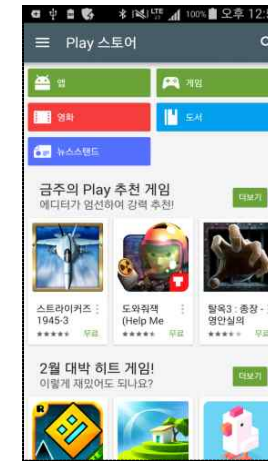 100% 오후 12:5
Play 스토어
앱
게임
영화
도서
뉴스스탠드
금주의 Play 추천 게임
에디터가 엄선하여 강력 추천!
더보기
스트라이커즈
1945-3
무료
도와줘잭
(Help Me
무료
탈옥3 : 종장 -
영안실의
무료
2월 대박 히트 게임!
이렇게 재밌어도 되나요?
더보기